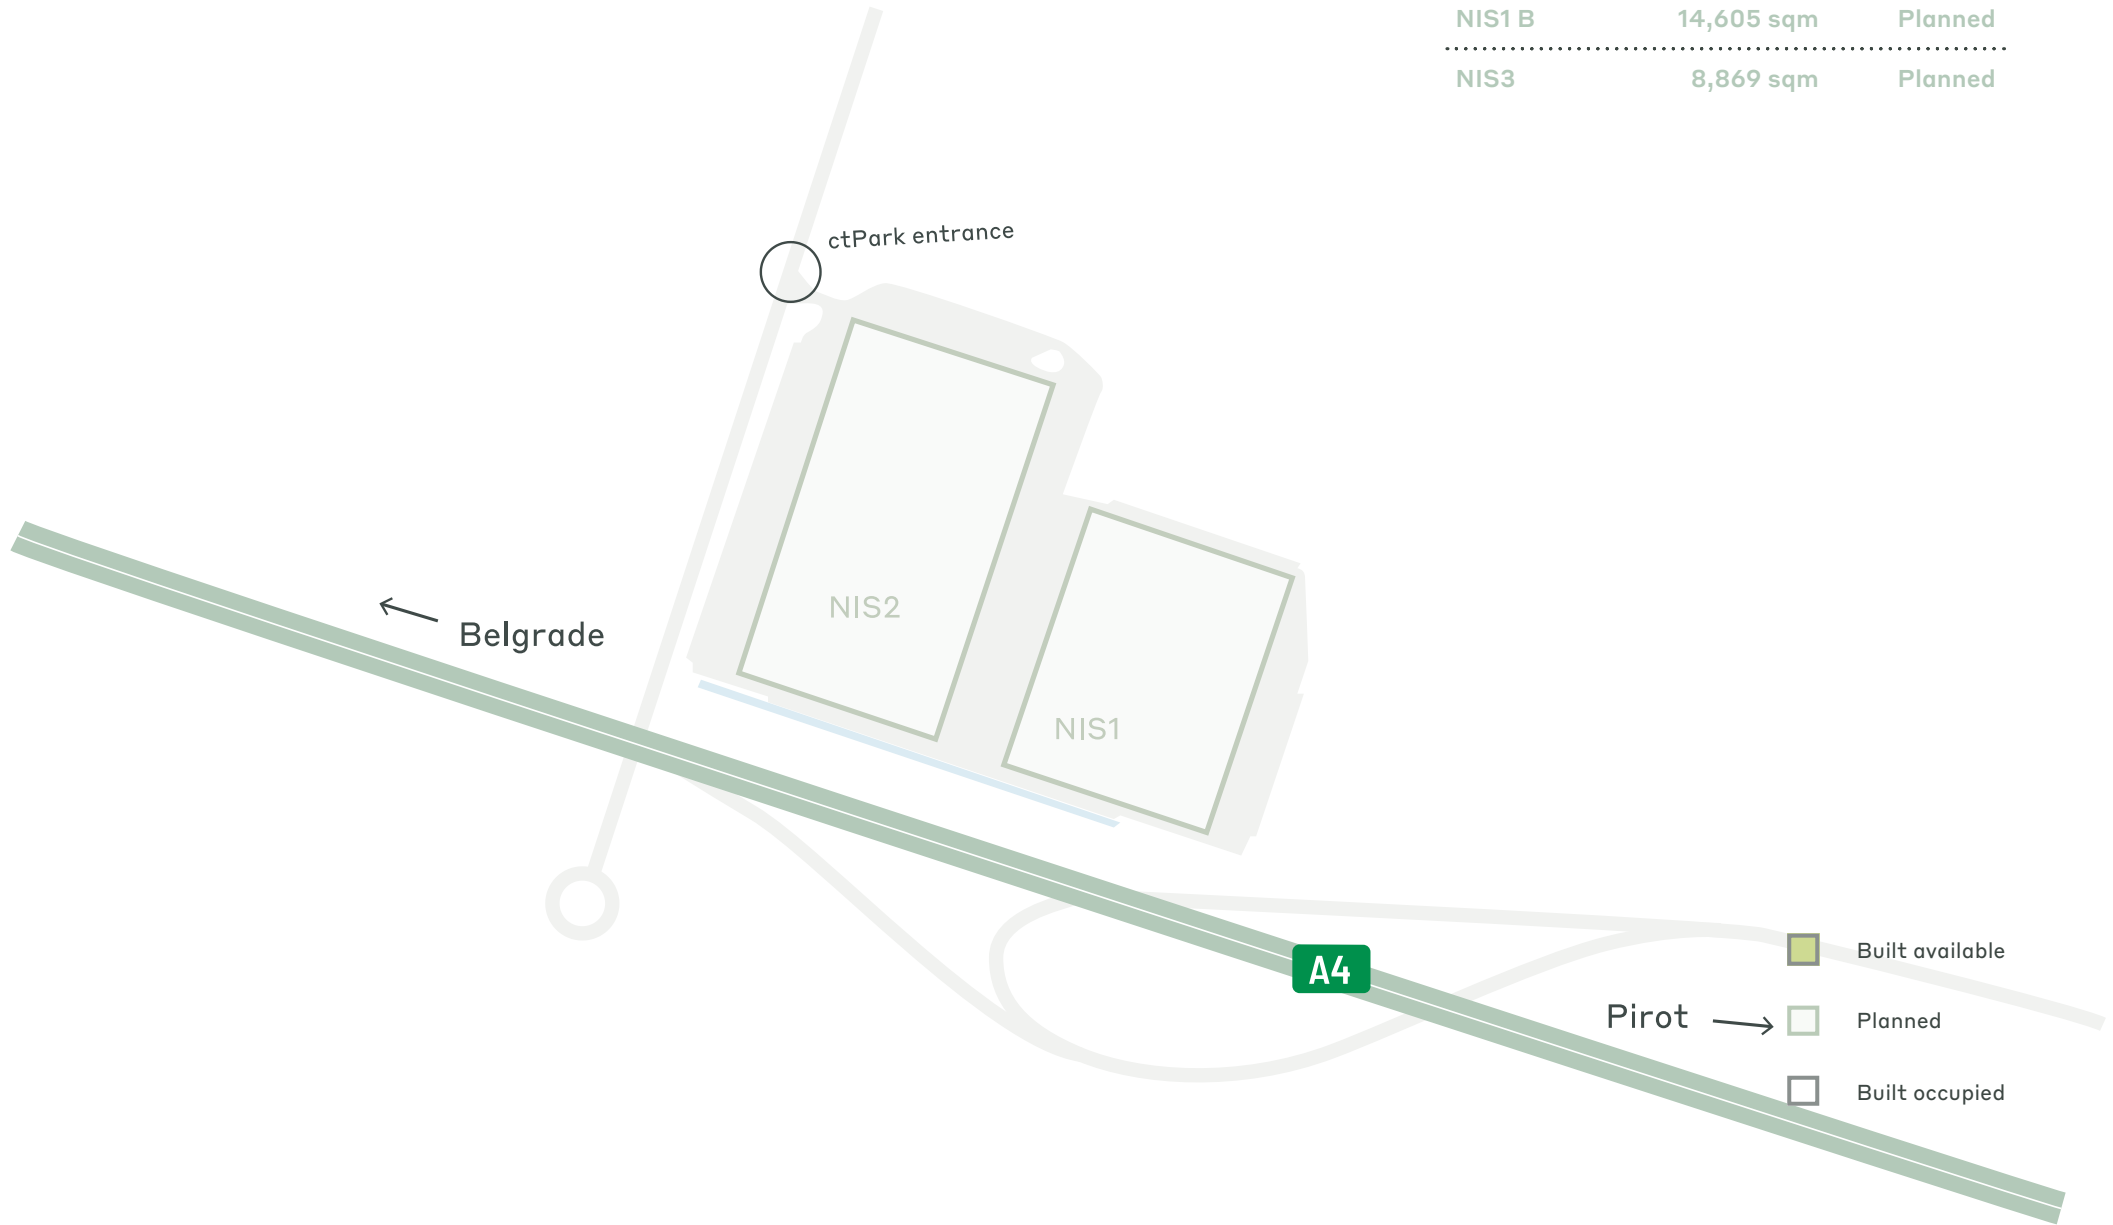 NIS1 B 14,605 sqm Planned
NIS3 8,869 sqm Planned
ctPark entrance
NIS2
Belgrade
NIS1
A4
Built available
Pirot
Planned
Built occupied